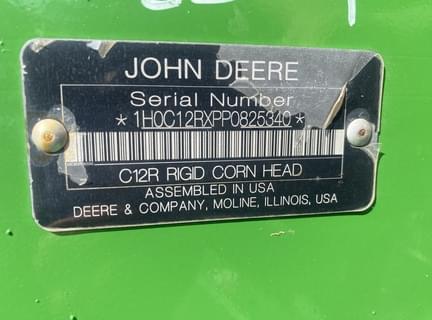 JOHN DEERE
Serial Number
*1H0C12RXPP0825340*
C12R RIGID CORN HEAD
ASSEMBLED IN USA
DEERE & COMPANY, MOLINE, ILLINOIS, USA